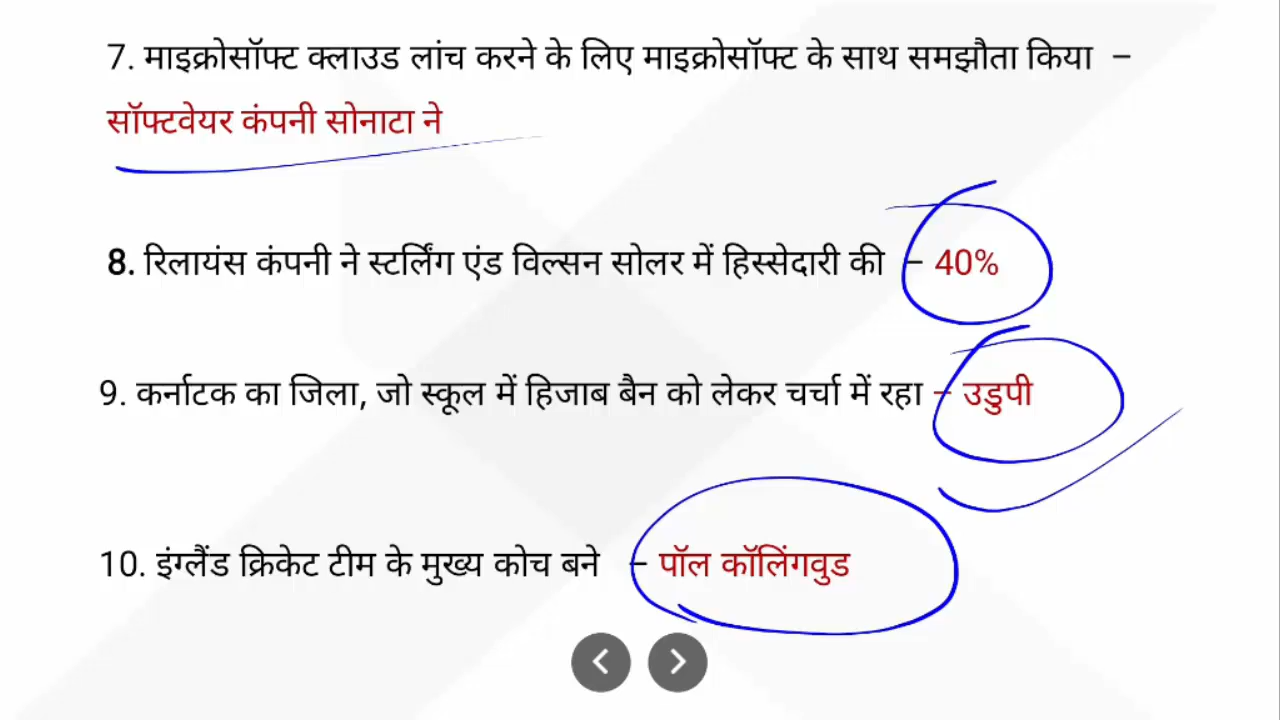 7. माइक्रोसॉफ्ट क्लाउड लांच करने के लिए माइक्रोसॉफ्ट के साथ समझौता किया –
सॉफ्टवेयर कंपनी सोनाटा ने
8. रिलायंस कंपनी ने स्टर्लिंग एंड विल्सन सोलर में हिस्सेदारी की – 40%
9. कर्नाटक का जिला, जो स्कूल में हिजाब बैन को लेकर चर्चा में रहा – उडुपी
10. इंग्लैंड क्रिकेट टीम के मुख्य कोच बने – पॉल कॉलिंगवुड